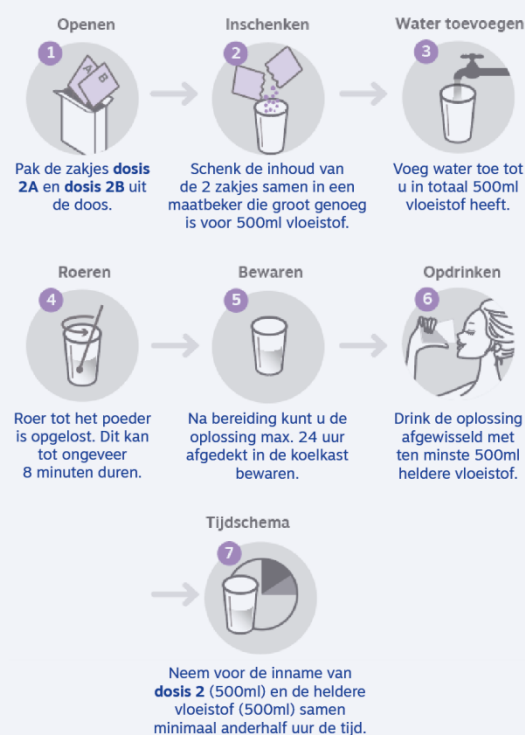 Openen
1
A
B
Pak de zakjes dosis
2A en dosis 2B uit
de doos.
Inschenken
2
Schenk de inhoud van
de 2 zakjes samen in een
maatbeker die groot genoeg
is voor 500ml vloeistof.
Water toevoegen
3
Voeg water toe tot
u in totaal 500ml
vloeistof heeft.
Roeren
4
Roer tot het poeder
is opgelost. Dit kan
tot ongeveer
8 minuten duren.
Bewaren
5
Na bereiding kunt u de
oplossing max. 24 uur
afgedekt in de koelkast
bewaren.
Opdrinken
6
Drink de oplossing
afgewisseld met
ten minste 500ml
heldere vloeistof.
Tijdschema
7
Neem voor de inname van
dosis 2 (500ml) en de heldere
vloeistof (500ml) samen
minimaal anderhalf uur de tijd.